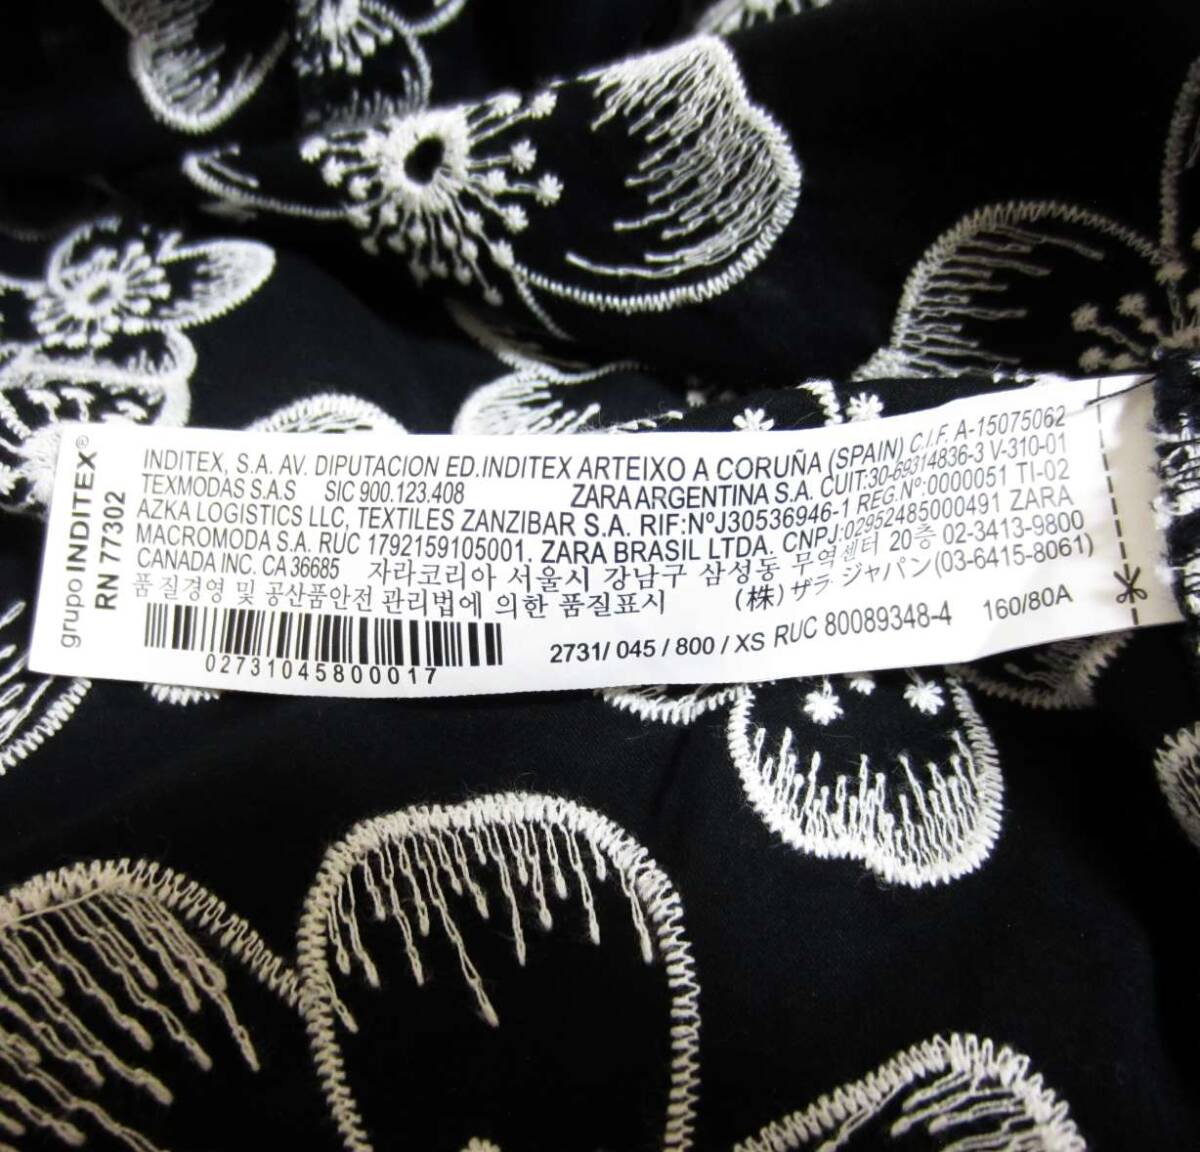 grupo INDITEX®
RN 77302
INDITEX, S.A. AV. DIPUTACION ED.INDITEX ARTEIXO A CORUÑA (SPAIN) C.I.F. A-15075062
TEXMODAS S.A.S SIC 900.123.408 ZARA ARGENTINA S.A. CUIT:30-69314836-3 V-310-01
AZKA LOGISTICS LLC, TEXTILES ZANZIBAR S.A. RIF:NºJ30536946-1 REG.Nº:0000051 TI-02
MACROMODA S.A. RUC 1792159105001. ZARA BRASIL LTDA. CNPJ:02952485000491 ZARA
CANADA INC. CA 36685 자라코리아 서울시 강남구 삼성동 무역센터 20층 02-3413-9800
품질경영 및 공산품안전 관리법에 의한 품질표시 (株)ザラ ジャパン(03-6415-8061)
02731045800017 2731/ 045 / 800 / XS RUC 80089348-4 160/80A